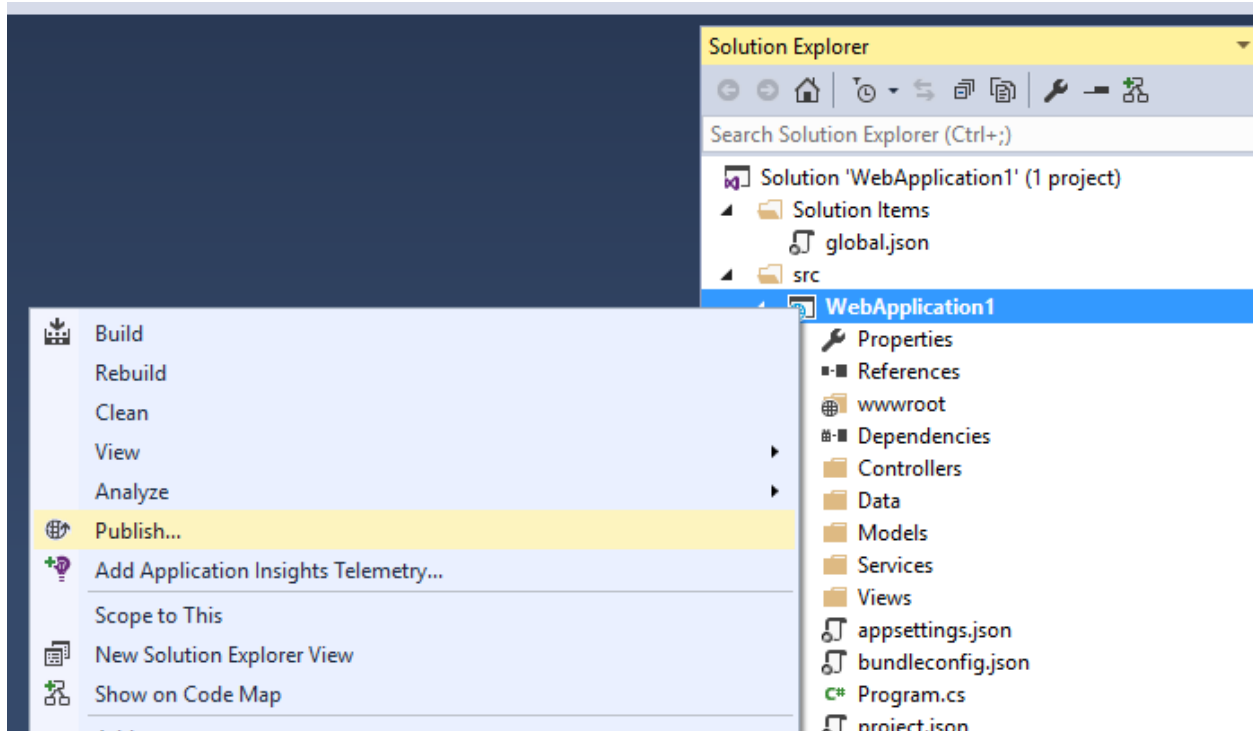 Solution Explorer
Search Solution Explorer (Ctrl+;)
Solution 'WebApplication1' (1 project)
Solution Items
global.json
src
WebApplication1
Properties
References
wwwroot
Dependencies
Controllers
Data
Models
Services
Views
appsettings.json
bundleconfig.json
C# Program.cs
project.json
Build
Rebuild
Clean
View
Analyze
Publish...
Add Application Insights Telemetry...
Scope to This
New Solution Explorer View
Show on Code Map